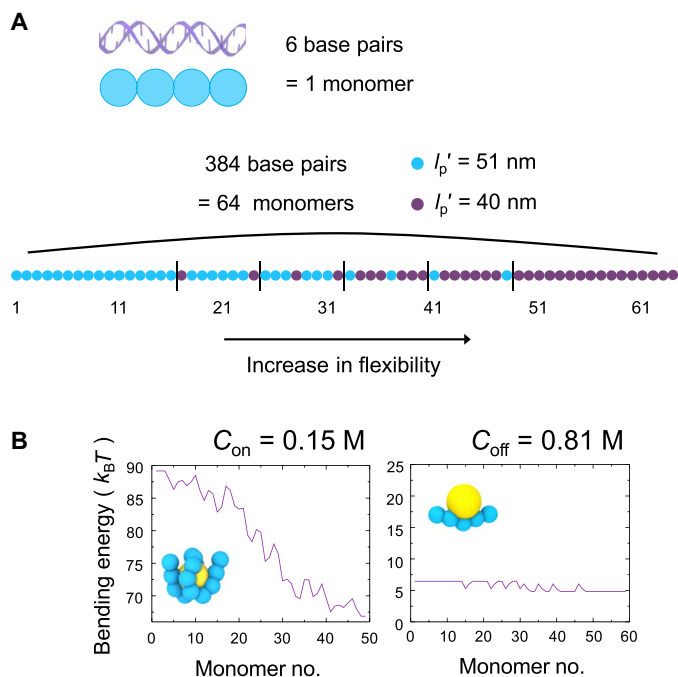 A
6 base pairs
= 1 monomer
384 base pairs
= 64 monomers
lp′ = 51 nm
lp′ = 40 nm
1 11 21 31 41 51 61
Increase in flexibility
B
Con = 0.15 M
Coff = 0.81 M
Bending energy ( kBT )
90
85
80
75
70
0 10 20 30 40 50
Monomer no.
25
20
15
10
5
0
0 10 20 30 40 50 60
Monomer no.